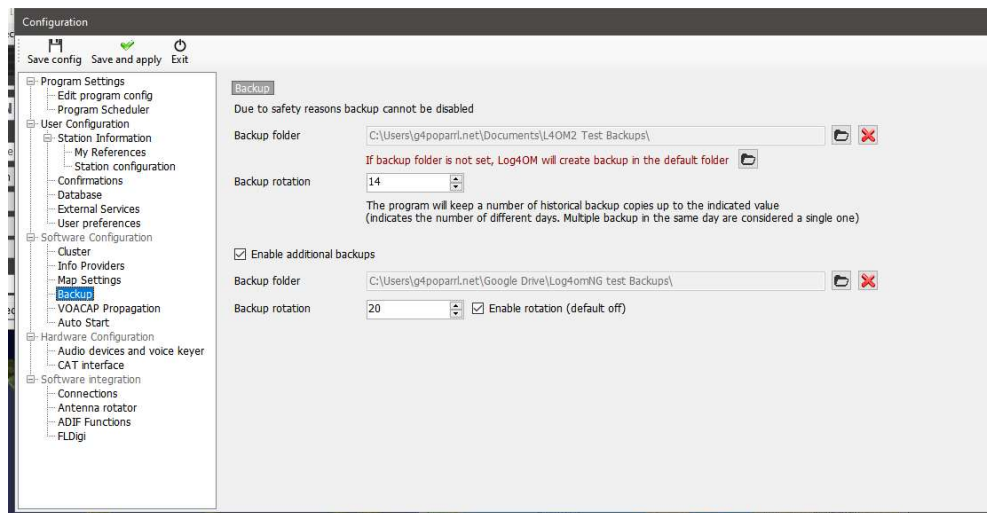 Configuration
Save config Save and apply Exit
Program Settings
Edit program config
Program Scheduler
User Configuration
Station Information
My References
Station configuration
Confirmations
Database
External Services
User preferences
Software Configuration
Cluster
Info Providers
Map Settings
Backup
VOACAP Propagation
Auto Start
Hardware Configuration
Audio devices and voice keyer
CAT interface
Software integration
Connections
Antenna rotator
ADIF Functions
FLDigi
Backup
Due to safety reasons backup cannot be disabled
Backup folder C:\Users\g4poparrl.net\Documents\L4OM2 Test Backups\
If backup folder is not set, Log4OM will create backup in the default folder
Backup rotation 14
The program will keep a number of historical backup copies up to the indicated value
(indicates the number of different days. Multiple backup in the same day are considered a single one)
Enable additional backups
Backup folder C:\Users\g4poparrl.net\Google Drive\Log4omNG test Backups\
Backup rotation 20 Enable rotation (default off)